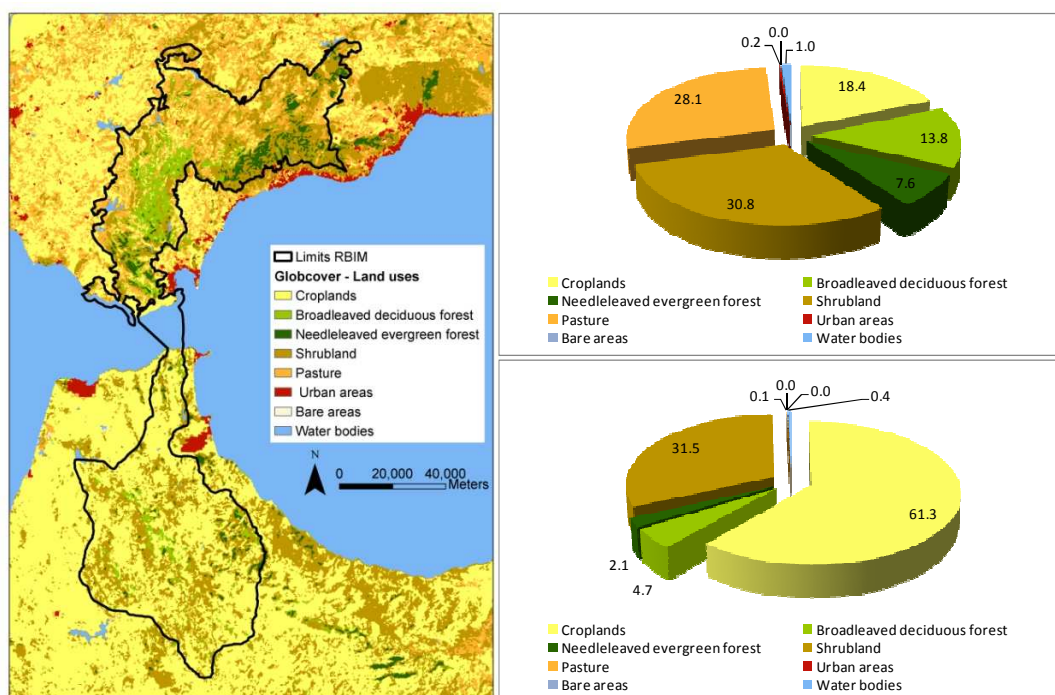 Limits RBIM
Globcover - Land uses
Croplands
Broadleaved deciduous forest
Needleleaved evergreen forest
Shrubland
Pasture
Urban areas
Bare areas
Water bodies
N
0 20,000 40,000
Meters
0.0
0.2
1.0
18.4
28.1
13.8
7.6
30.8
Croplands Broadleaved deciduous forest
Needleleaved evergreen forest Shrubland
Pasture Urban areas
Bare areas Water bodies
0.0
0.1 0.0 0.4
31.5
61.3
2.1
4.7
Croplands Broadleaved deciduous forest
Needleleaved evergreen forest Shrubland
Pasture Urban areas
Bare areas Water bodies